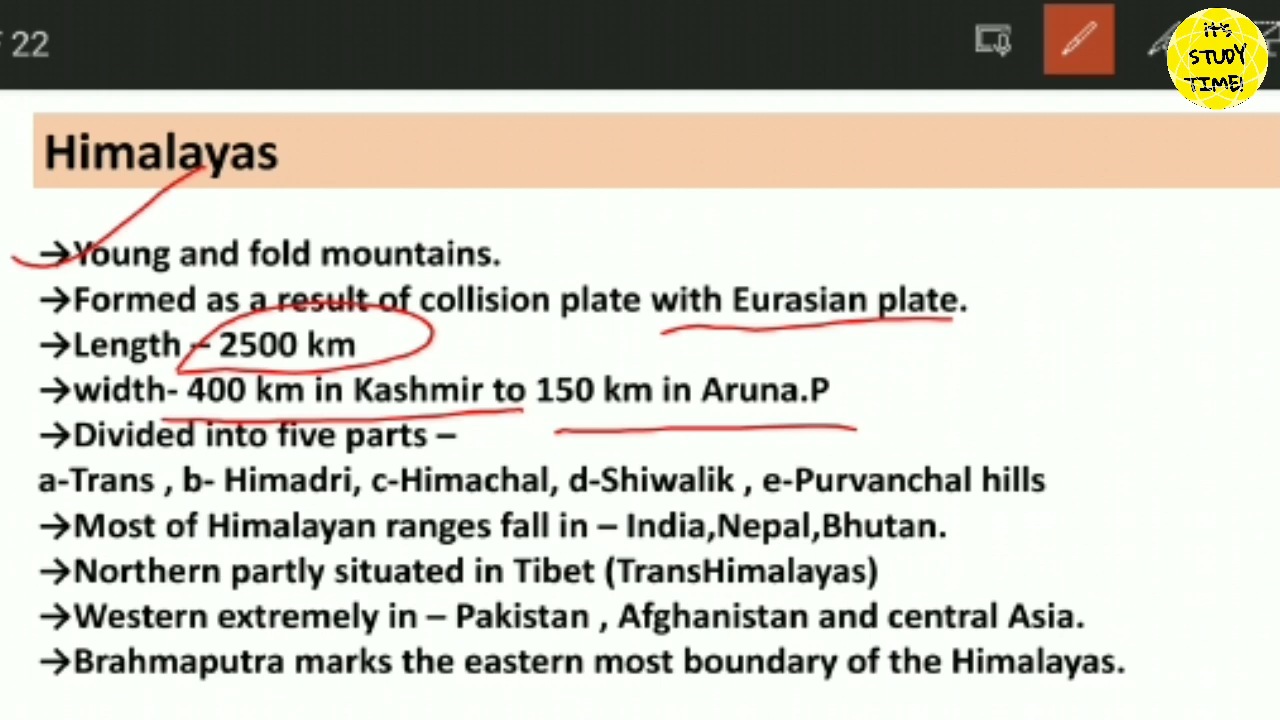 22
IT'S
STUDY
TIME!
Himalayas
→Young and fold mountains.
→Formed as a result of collision plate with Eurasian plate.
→Length – 2500 km
→width- 400 km in Kashmir to 150 km in Aruna.P
→Divided into five parts –
a-Trans , b- Himadri, c-Himachal, d-Shiwalik , e-Purvanchal hills
→Most of Himalayan ranges fall in – India,Nepal,Bhutan.
→Northern partly situated in Tibet (TransHimalayas)
→Western extremely in – Pakistan , Afghanistan and central Asia.
→Brahmaputra marks the eastern most boundary of the Himalayas.